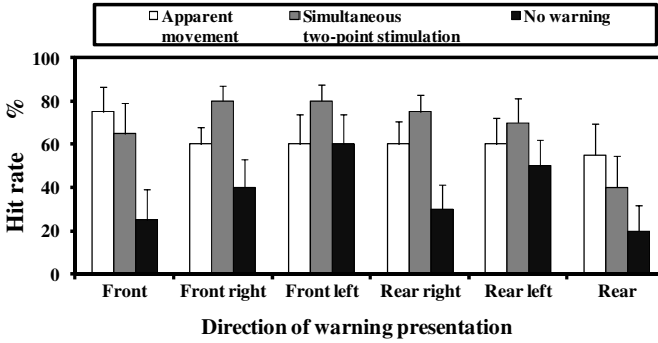 Apparent movement
Simultaneous two-point stimulation
No warning
100
80
60
40
20
0
Hit rate %
Front Front right Front left Rear right Rear left Rear
Direction of warning presentation